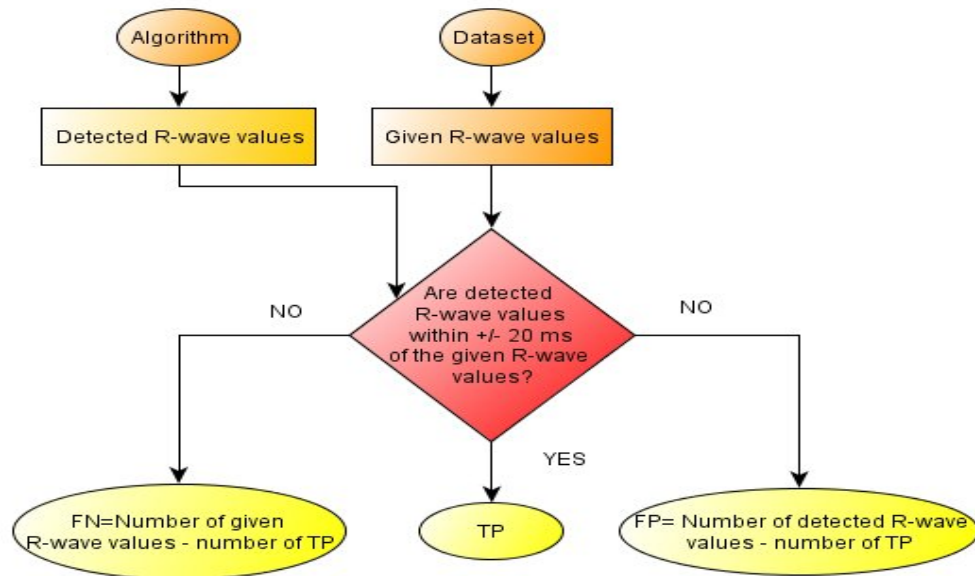 Algorithm
Dataset
Detected R-wave values
Given R-wave values
Are detected
R-wave values
within +/- 20 ms
of the given R-wave
values?
NO
NO
YES
FN=Number of given
R-wave values - number of TP
TP
FP= Number of detected R-wave
values - number of TP